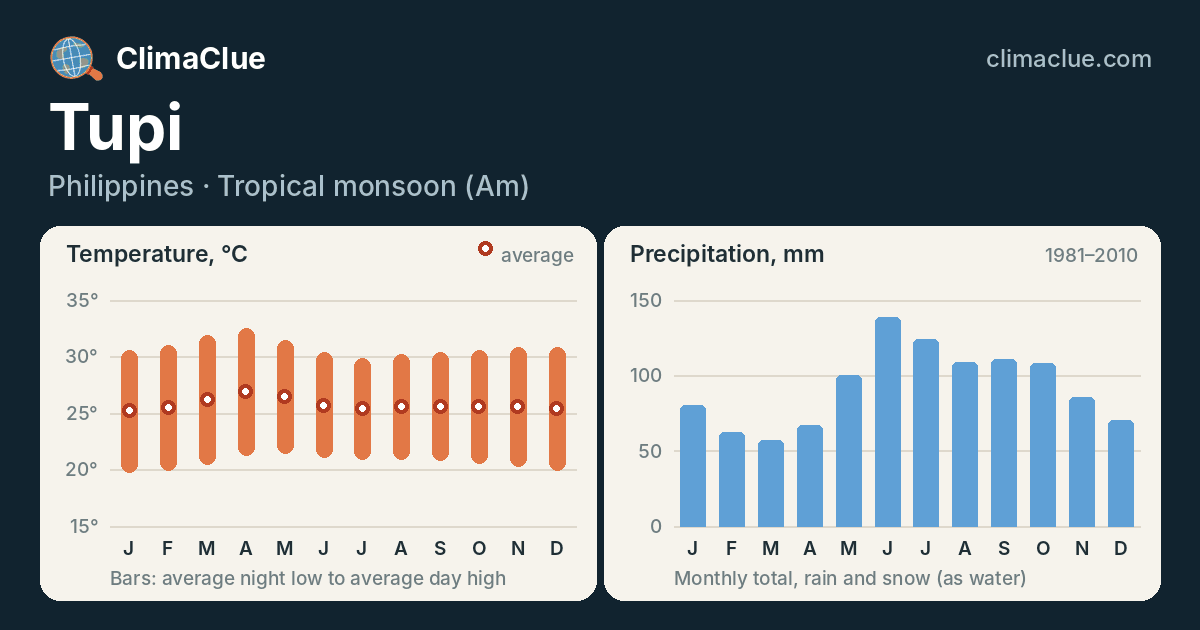 ClimaClue
climaclue.com
Tupi
Philippines · Tropical monsoon (Am)
Temperature, °C
average
35°
30°
25°
20°
15°
J F M A M J J A S O N D
Bars: average night low to average day high
Precipitation, mm
1981–2010
150
100
50
0
J F M A M J J A S O N D
Monthly total, rain and snow (as water)